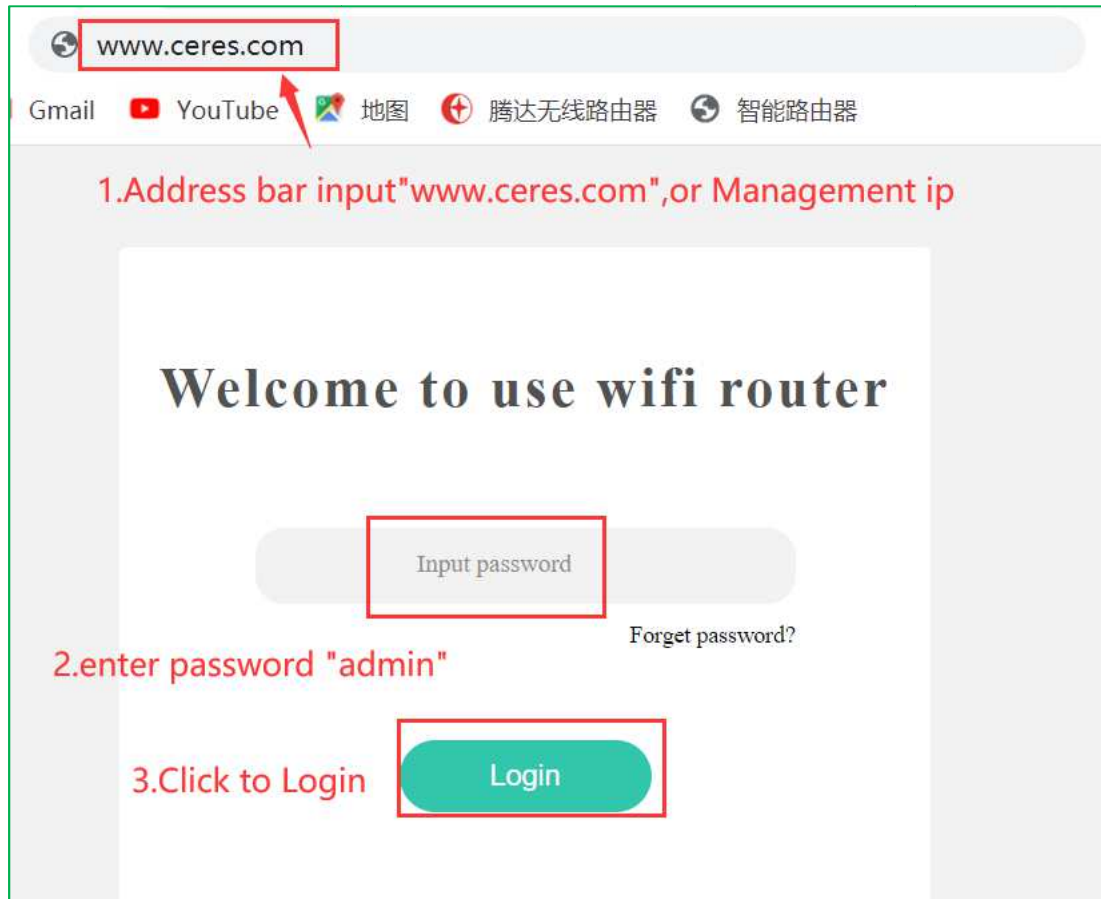 www.ceres.com
Gmail YouTube 地图 腾达无线路由器 智能路由器
1.Address bar input"www.ceres.com",or Management ip
Welcome to use wifi router
Input password
Forget password?
2.enter password "admin"
3.Click to Login Login